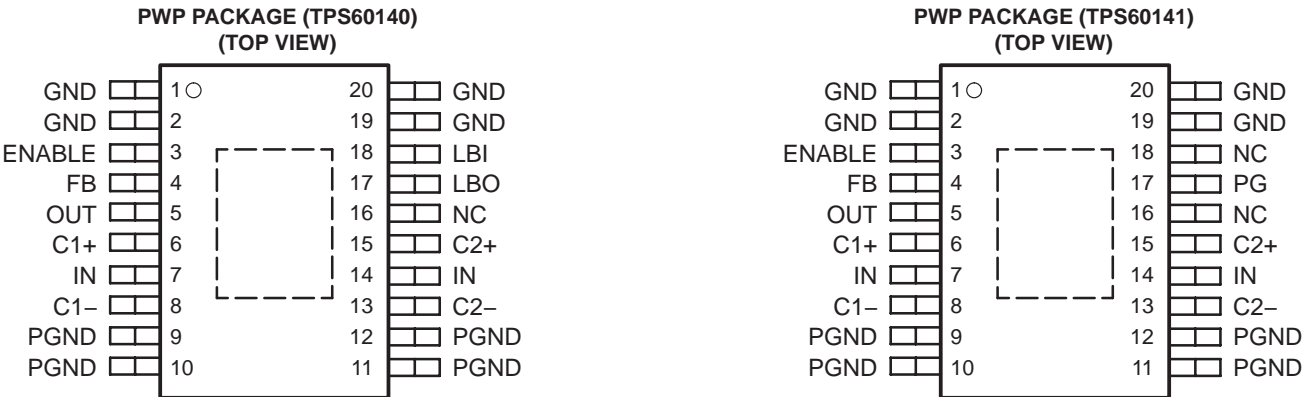 PWP PACKAGE (TPS60140)
(TOP VIEW)
GND 1 20 GND
GND 2 19 GND
ENABLE 3 18 LBI
FB 4 17 LBO
OUT 5 16 NC
C1+ 6 15 C2+
IN 7 14 IN
C1– 8 13 C2–
PGND 9 12 PGND
PGND 10 11 PGND
PWP PACKAGE (TPS60141)
(TOP VIEW)
GND 1 20 GND
GND 2 19 GND
ENABLE 3 18 NC
FB 4 17 PG
OUT 5 16 NC
C1+ 6 15 C2+
IN 7 14 IN
C1– 8 13 C2–
PGND 9 12 PGND
PGND 10 11 PGND